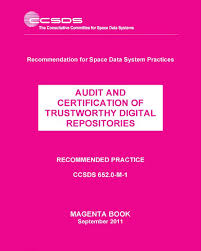 CCSDS
The Consultative Committee for Space Data Systems
Recommendation for Space Data System Practices
AUDIT AND
CERTIFICATION OF
TRUSTWORTHY DIGITAL
REPOSITORIES
RECOMMENDED PRACTICE
CCSDS 652.0-M-1
MAGENTA BOOK
September 2011